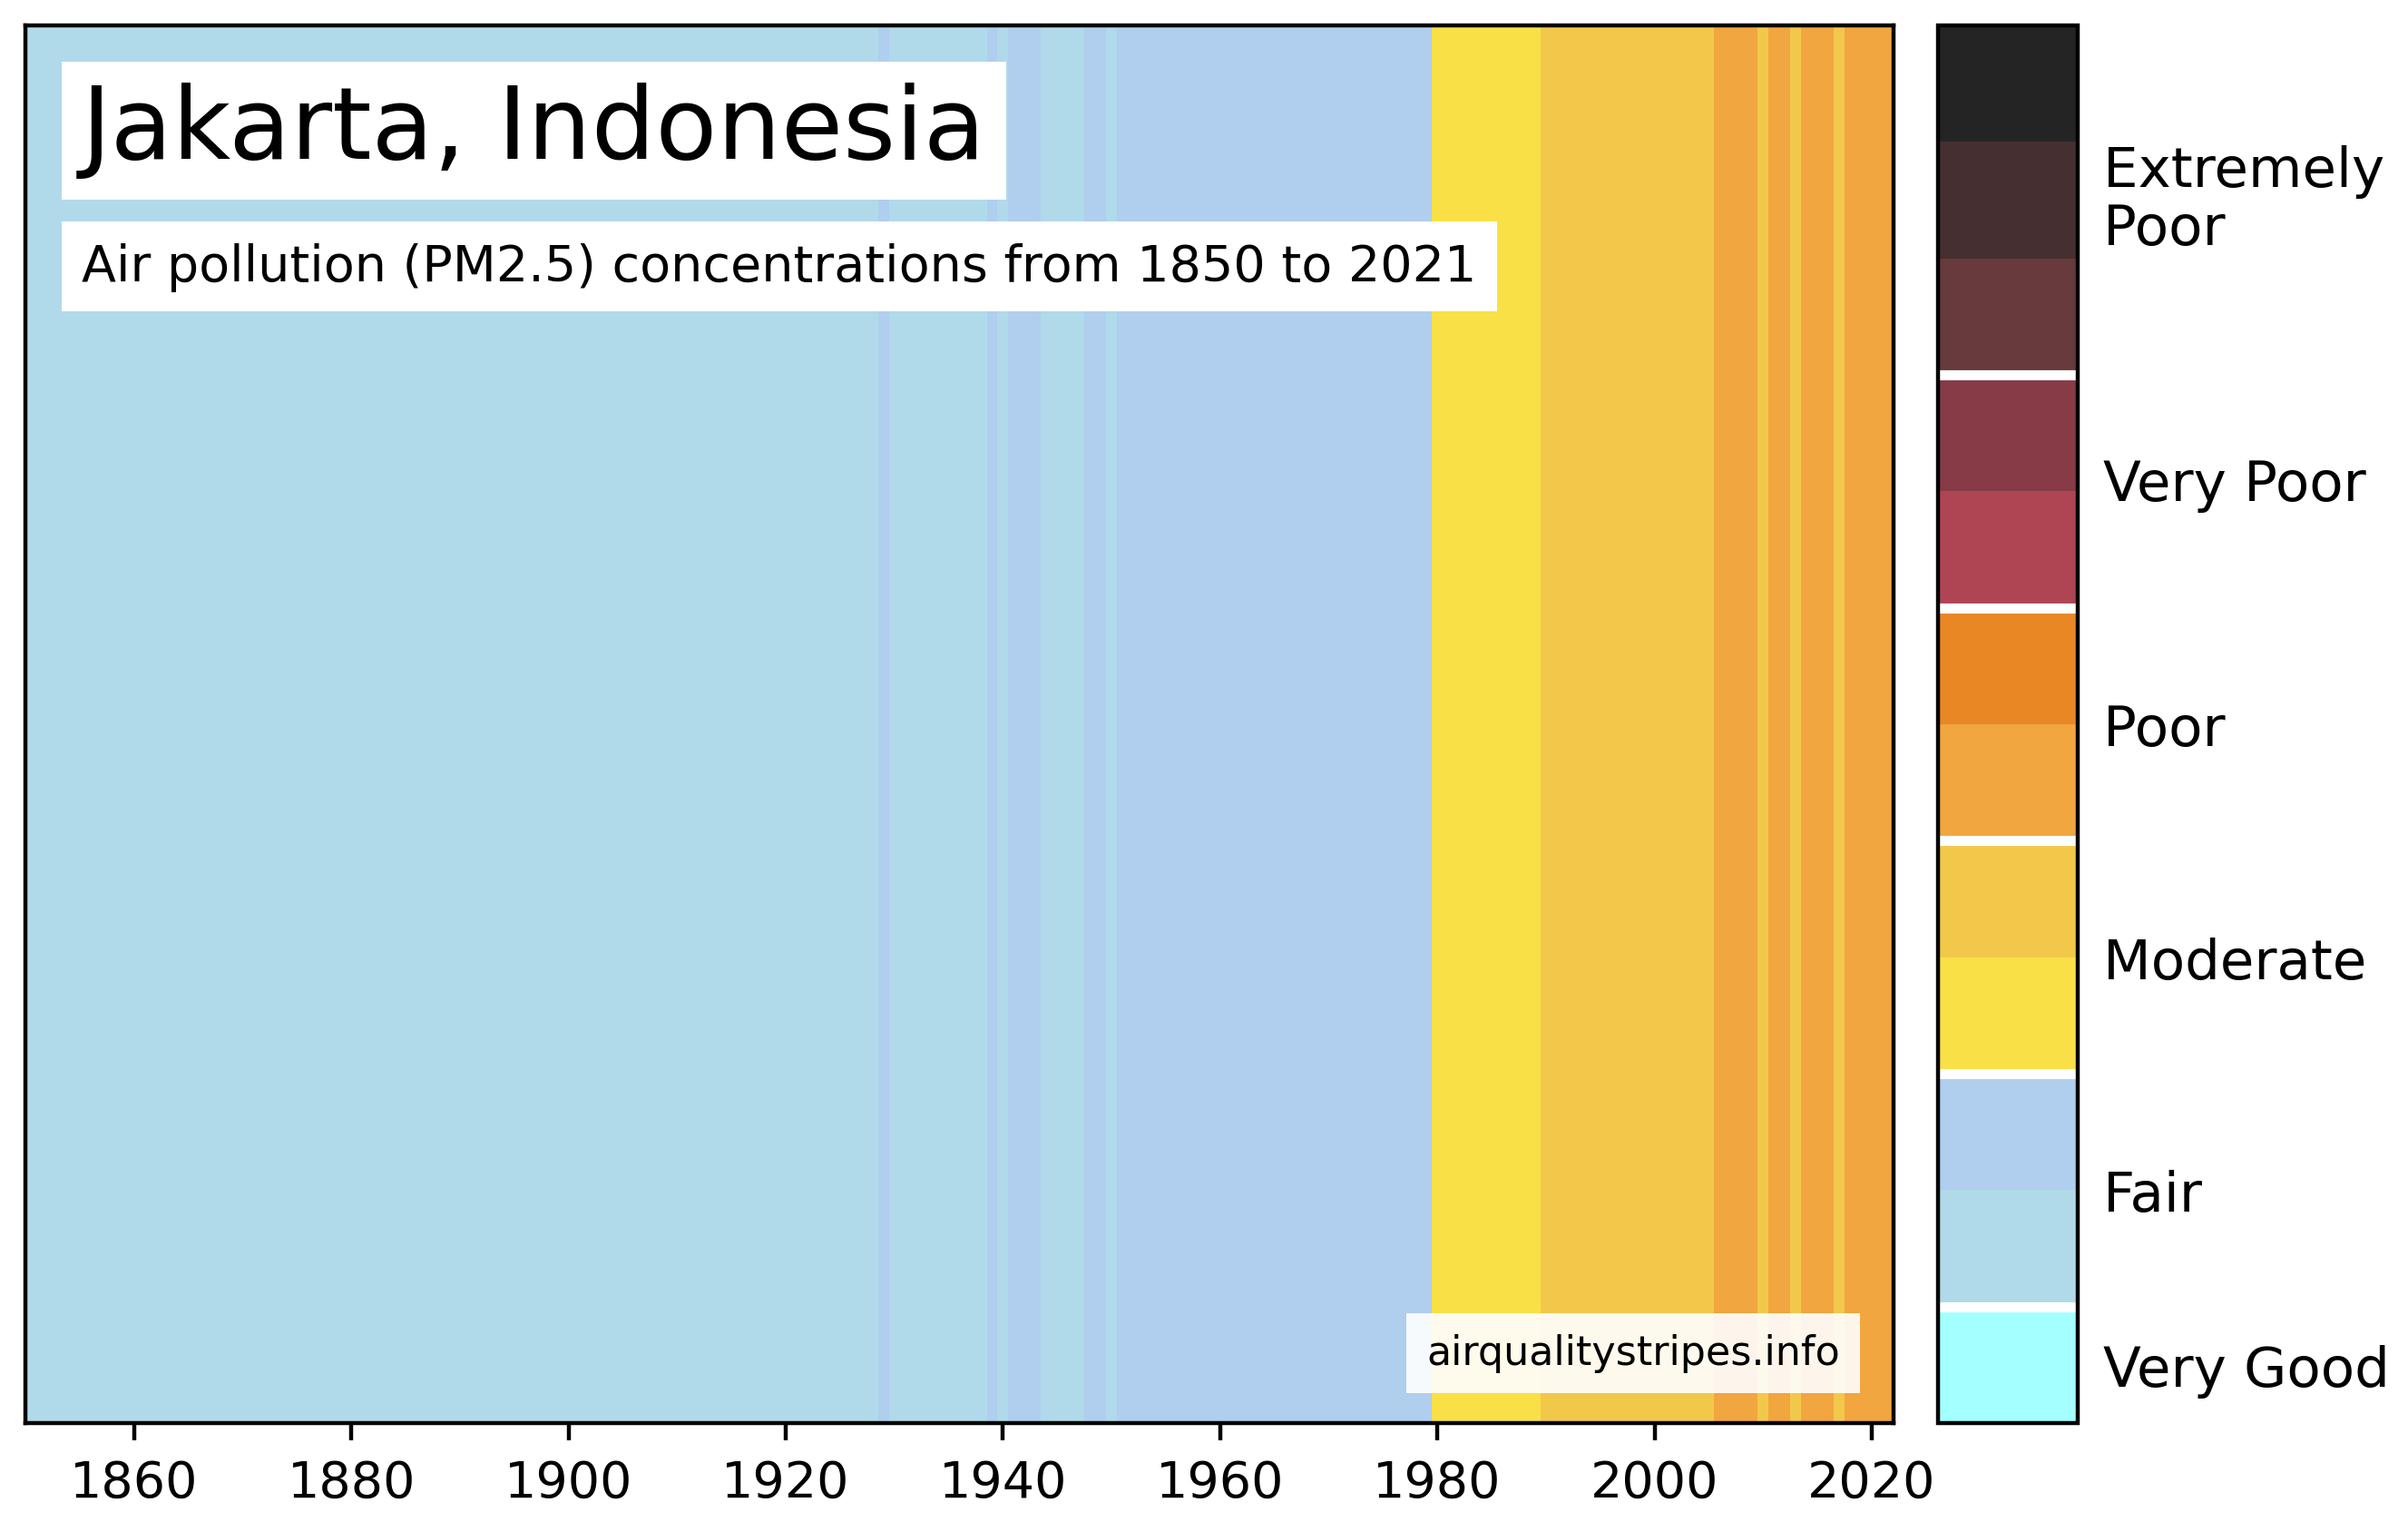 Jakarta, Indonesia
Air pollution (PM2.5) concentrations from 1850 to 2021
Extremely
Poor
Very Poor
Poor
Moderate
Fair
Very Good
airqualitystripes.info
1860 1880 1900 1920 1940 1960 1980 2000 2020